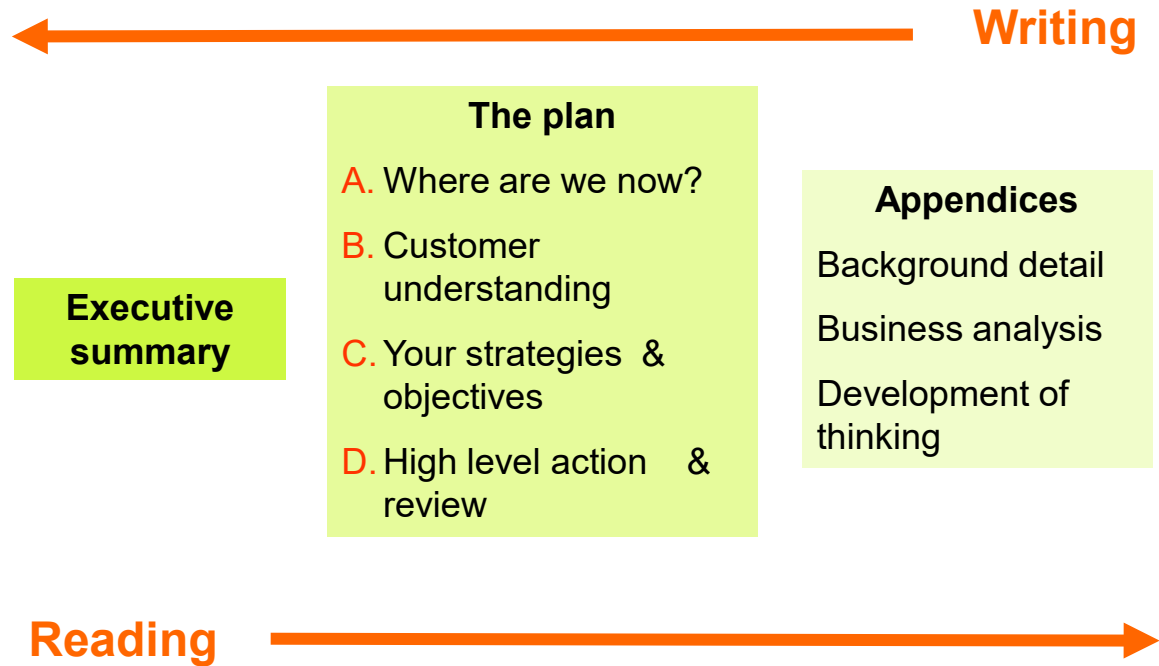 Writing
The plan
A. Where are we now?
B. Customer
understanding
C. Your strategies & 
objectives
D. High level action & 
review
Executive
summary
Appendices
Background detail
Business analysis
Development of
thinking
Reading